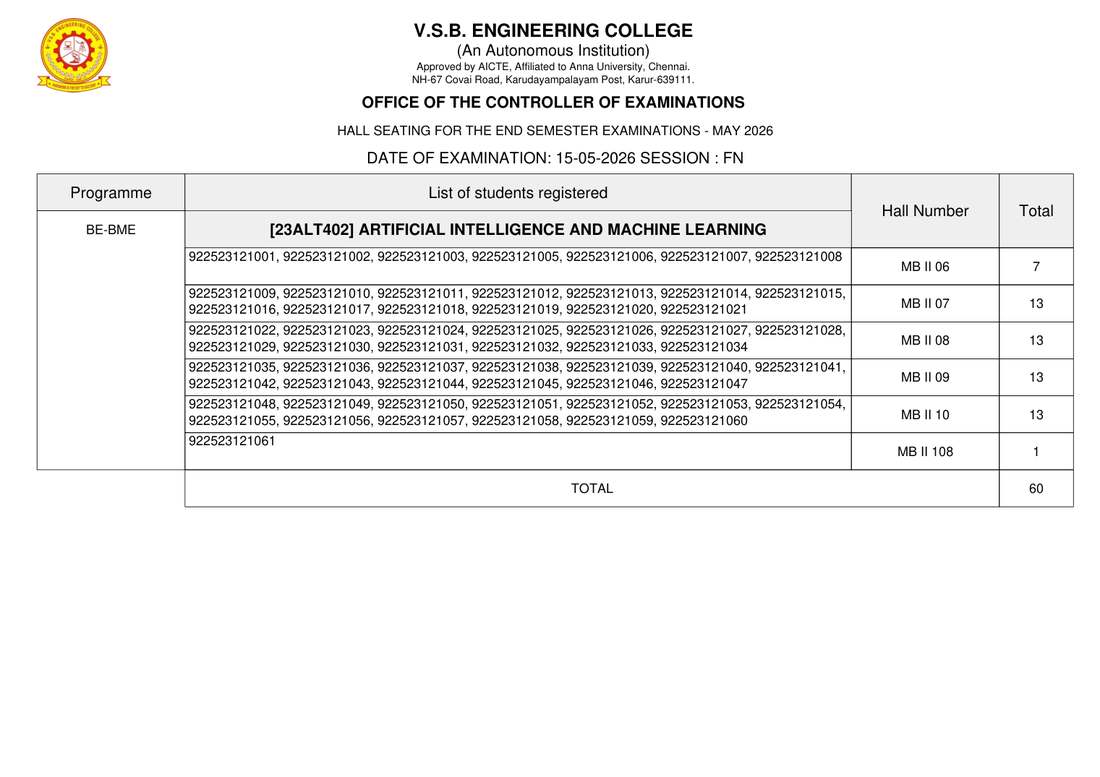 V.S.B. ENGINEERING COLLEGE
(An Autonomous Institution)
Approved by AICTE, Affiliated to Anna University, Chennai.
NH-67 Covai Road, Karudayampalayam Post, Karur-639111.
OFFICE OF THE CONTROLLER OF EXAMINATIONS
HALL SEATING FOR THE END SEMESTER EXAMINATIONS - MAY 2026
DATE OF EXAMINATION: 15-05-2026 SESSION : FN
Programme List of students registered Hall Number Total
BE-BME [23ALT402] ARTIFICIAL INTELLIGENCE AND MACHINE LEARNING
922523121001, 922523121002, 922523121003, 922523121005, 922523121006, 922523121007, 922523121008
MB II 06 7
922523121009, 922523121010, 922523121011, 922523121012, 922523121013, 922523121014, 922523121015,
922523121016, 922523121017, 922523121018, 922523121019, 922523121020, 922523121021
MB II 07 13
922523121022, 922523121023, 922523121024, 922523121025, 922523121026, 922523121027, 922523121028,
922523121029, 922523121030, 922523121031, 922523121032, 922523121033, 922523121034
MB II 08 13
922523121035, 922523121036, 922523121037, 922523121038, 922523121039, 922523121040, 922523121041,
922523121042, 922523121043, 922523121044, 922523121045, 922523121046, 922523121047
MB II 09 13
922523121048, 922523121049, 922523121050, 922523121051, 922523121052, 922523121053, 922523121054,
922523121055, 922523121056, 922523121057, 922523121058, 922523121059, 922523121060
MB II 10 13
922523121061
MB II 108 1
TOTAL 60